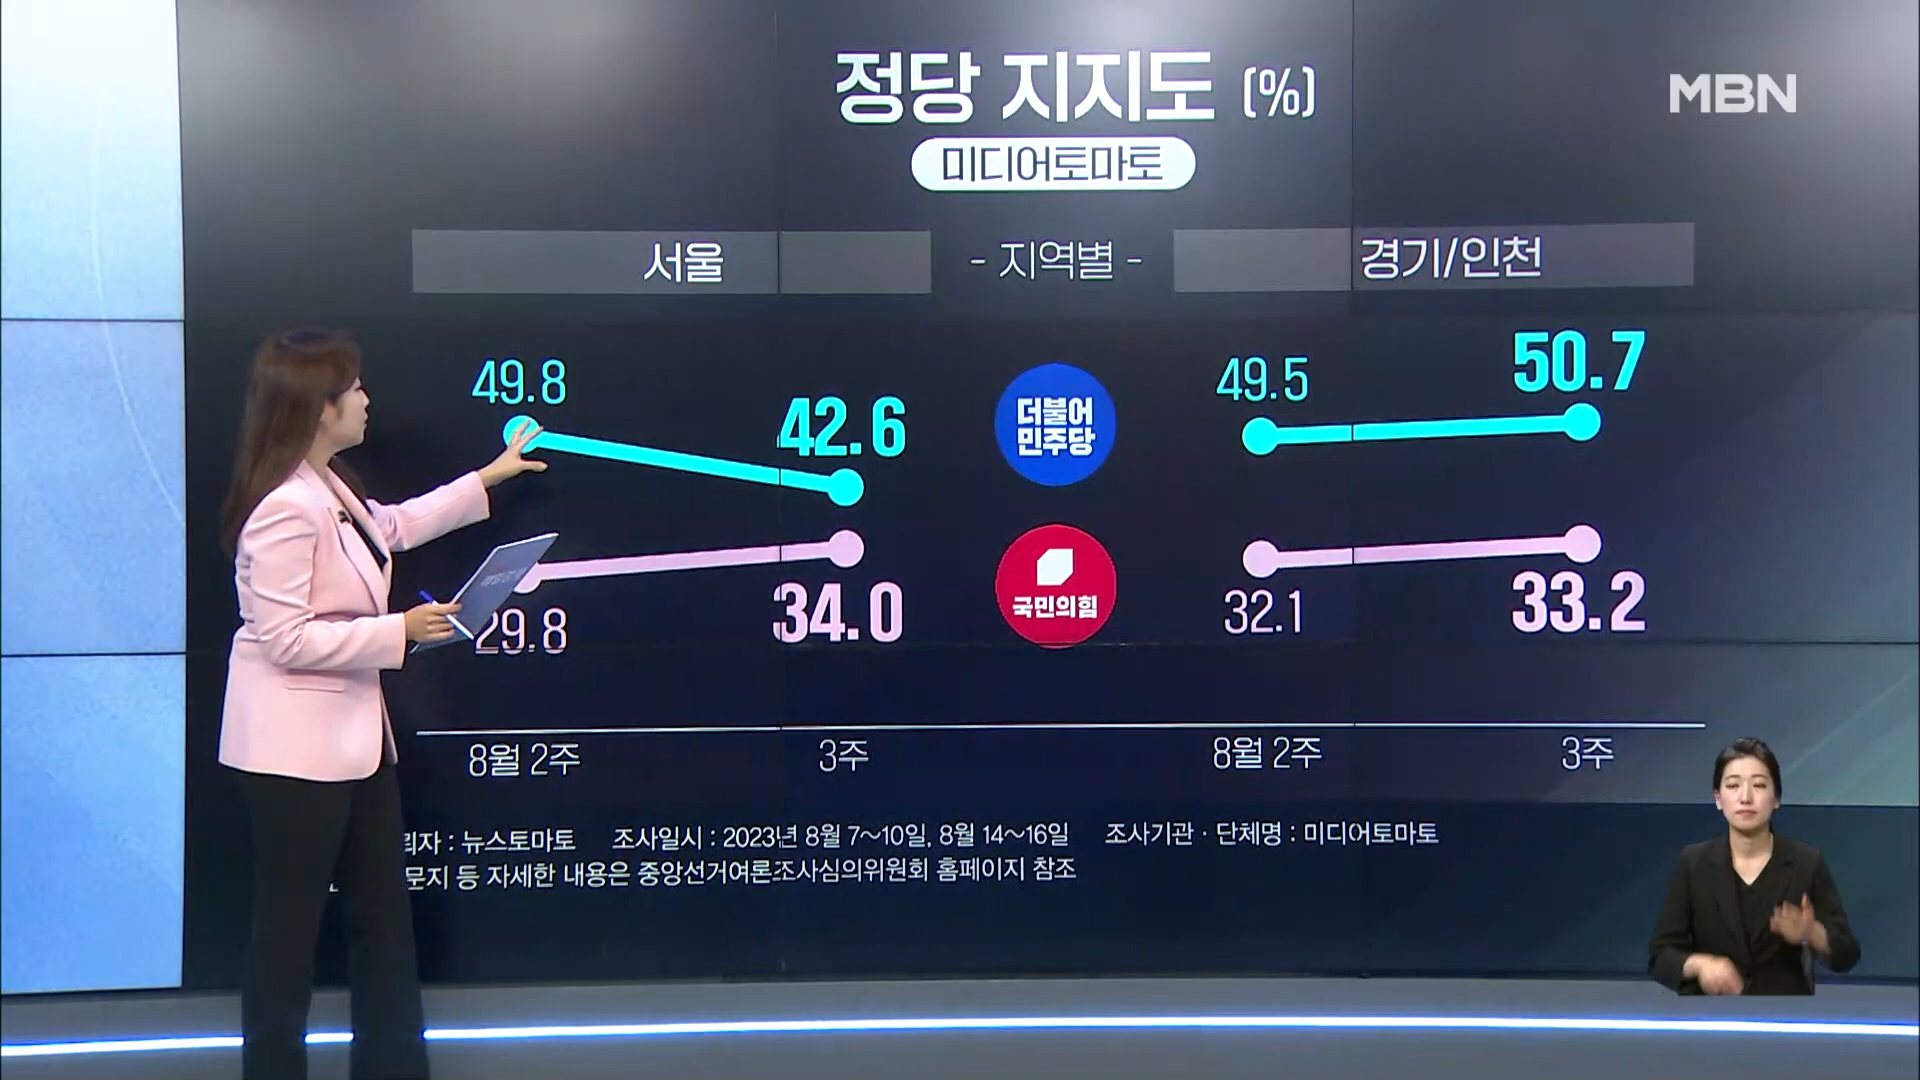 정당 지지도 (%)
MBN
미디어토마토
서울
- 지역별 -
경기/인천
49.8
42.6
더불어
민주당
49.5
50.7
29.8
34.0
국민의힘
32.1
33.2
8월 2주
3주
8월 2주
3주
뉴스토마토 조사일시 : 2023년 8월 7~10일, 8월 14~16일 조사기관 · 단체명 : 미디어토마토
등 자세한 내용은 중앙선거여론조사심의위원회 홈페이지 참조